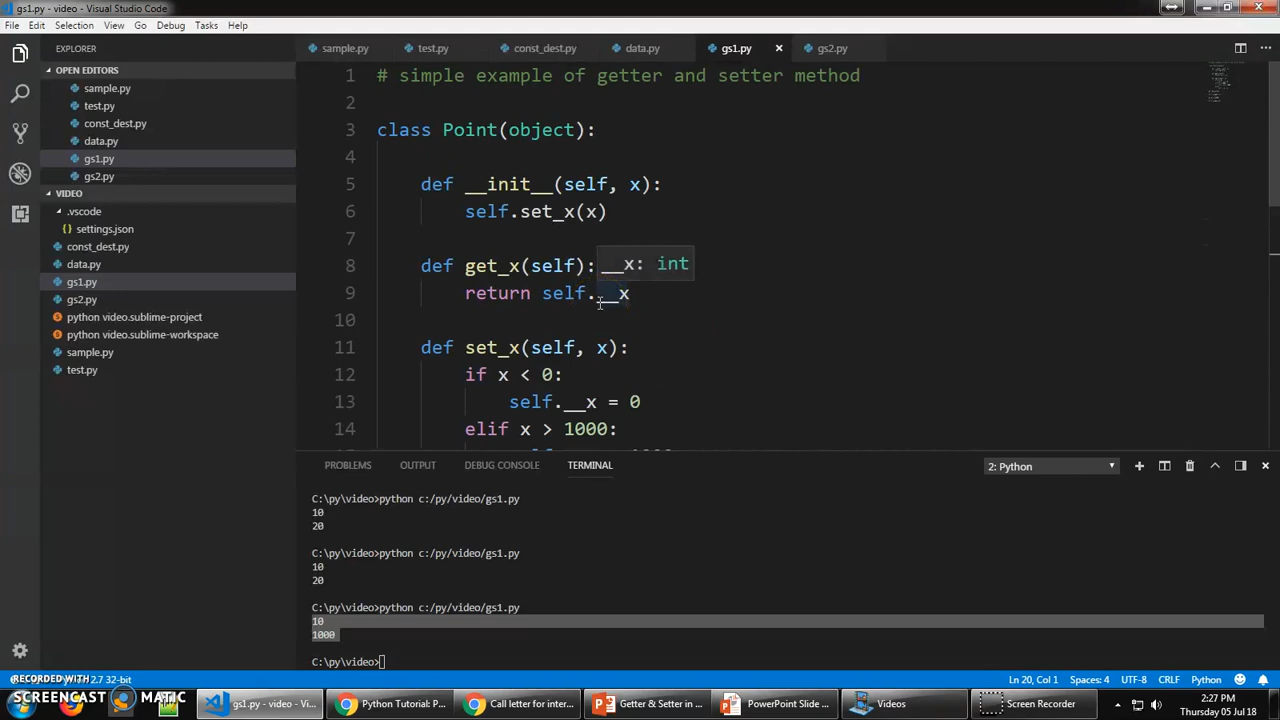 gs1.py - video - Visual Studio Code
File Edit Selection View Go Debug Tasks Help
EXPLORER
OPEN EDITORS
sample.py
test.py
const_dest.py
data.py
gs1.py
gs2.py
VIDEO
.vscode
{} settings.json
const_dest.py
data.py
gs1.py
gs2.py
python video.sublime-project
python video.sublime-workspace
sample.py
test.py
sample.py test.py const_dest.py data.py gs1.py gs2.py
1 # simple example of getter and setter method
2
3 class Point(object):
4
5 def __init__(self, x):
6 self.set_x(x)
7
8 def get_x(self):
__x: int
9 return self.__x
10
11 def set_x(self, x):
12 if x < 0:
13 self.__x = 0
14 elif x > 1000:
PROBLEMS OUTPUT DEBUG CONSOLE TERMINAL
2: Python
C:\py\video>python c:/py/video/gs1.py
10
20
C:\py\video>python c:/py/video/gs1.py
10
20
C:\py\video>python c:/py/video/gs1.py
10
1000
C:\py\video>
2.7 32-bit Ln 20, Col 1 Spaces: 4 UTF-8 CRLF Python
RECORDED WITH
SCREENCAST MATIC
gs1.py - video - Vi... Python Tutorial: P... Call letter for inter... Getter & Setter in ... PowerPoint Slide ... Videos Screen Recorder
2:27 PM
Thursday 05 Jul 18